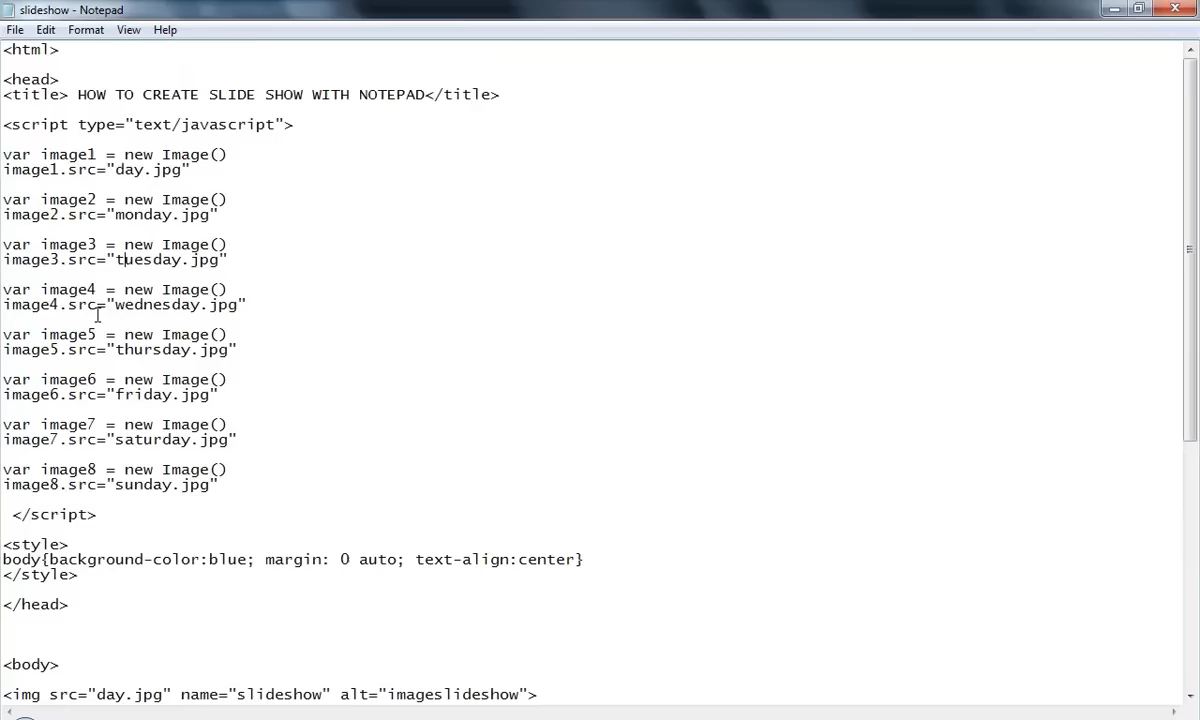 slideshow - Notepad
File Edit Format View Help
<html>
<head>
<title> HOW TO CREATE SLIDE SHOW WITH NOTEPAD</title>
<script type="text/javascript">
var image1 = new Image()
image1.src="day.jpg"
var image2 = new Image()
image2.src="monday.jpg"
var image3 = new Image()
image3.src="tuesday.jpg"
var image4 = new Image()
image4.src="wednesday.jpg"
var image5 = new Image()
image5.src="thursday.jpg"
var image6 = new Image()
image6.src="friday.jpg"
var image7 = new Image()
image7.src="saturday.jpg"
var image8 = new Image()
image8.src="sunday.jpg"
</script>
<style>
body{background-color:blue; margin: 0 auto; text-align:center}
</style>
</head>
<body>
<img src="day.jpg" name="slideshow" alt="imageslideshow">